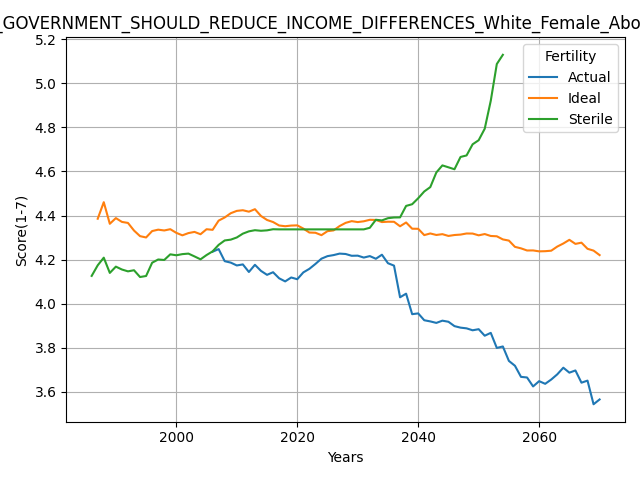 _GOVERNMENT_SHOULD_REDUCE_INCOME_DIFFERENCES_White_Female_Abo
5.2
5.0
4.8
4.6
4.4
4.2
4.0
3.8
3.6
Score(1-7)
Fertility
Actual
Ideal
Sterile
2000
2020
2040
2060
Years